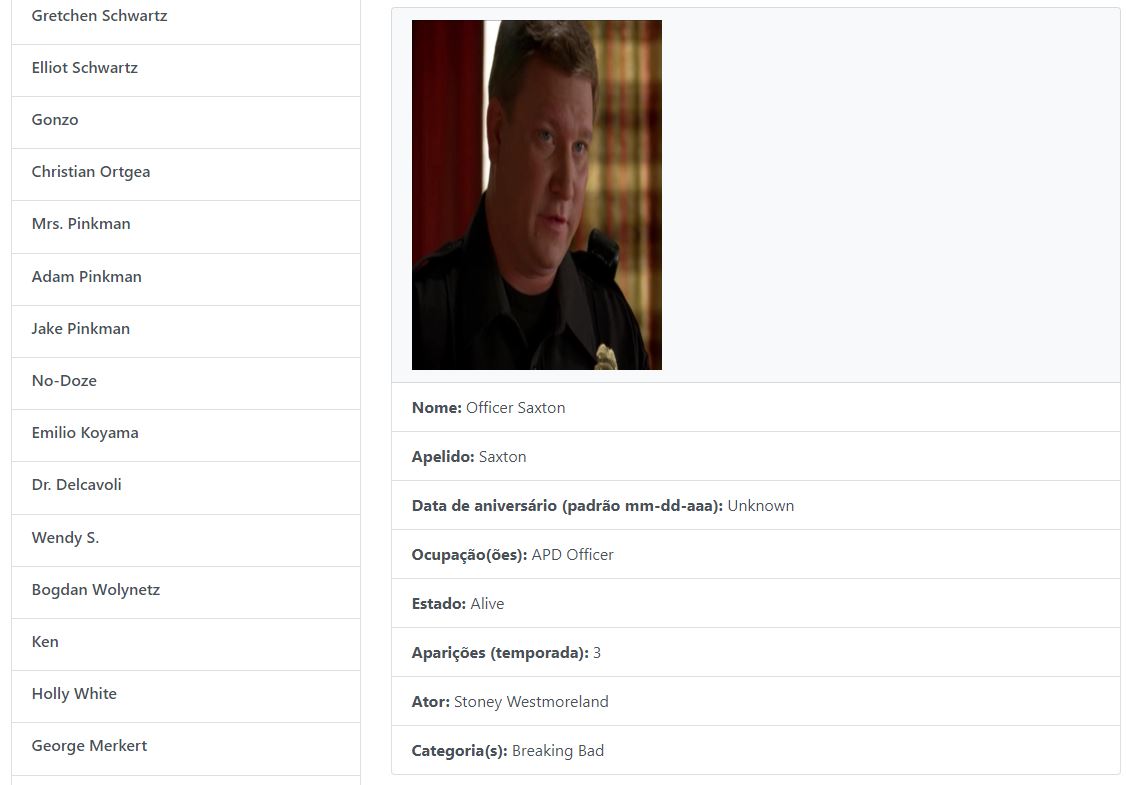 Gretchen Schwartz
Elliot Schwartz
Gonzo
Christian Ortgea
Mrs. Pinkman
Adam Pinkman
Jake Pinkman
No-Doze
Emilio Koyama
Dr. Delcavoli
Wendy S.
Bogdan Wolynetz
Ken
Holly White
George Merkert
Nome: Officer Saxton
Apelido: Saxton
Data de aniversário (padrão mm-dd-aaa): Unknown
Ocupação(ões): APD Officer
Estado: Alive
Aparições (temporada): 3
Ator: Stoney Westmoreland
Categoria(s): Breaking Bad